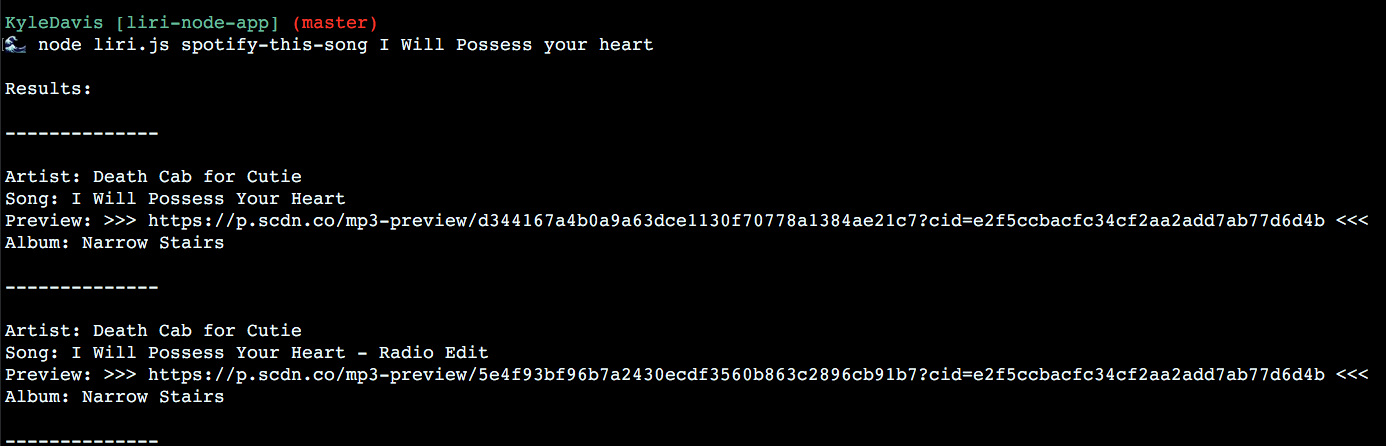 KyleDavis [liri-node-app] (master)
🌊 node liri.js spotify-this-song I Will Possess your heart
Results:
--------------
Artist: Death Cab for Cutie
Song: I Will Possess Your Heart
Preview: >>> https://p.scdn.co/mp3-preview/d344167a4b0a9a63dce1130f70778a1384ae21c7?cid=e2f5ccbacfc34cf2aa2add7ab77d6d4b <<<
Album: Narrow Stairs
--------------
Artist: Death Cab for Cutie
Song: I Will Possess Your Heart - Radio Edit
Preview: >>> https://p.scdn.co/mp3-preview/5e4f93bf96b7a2430ecdf3560b863c2896cb91b7?cid=e2f5ccbacfc34cf2aa2add7ab77d6d4b <<<
Album: Narrow Stairs
--------------